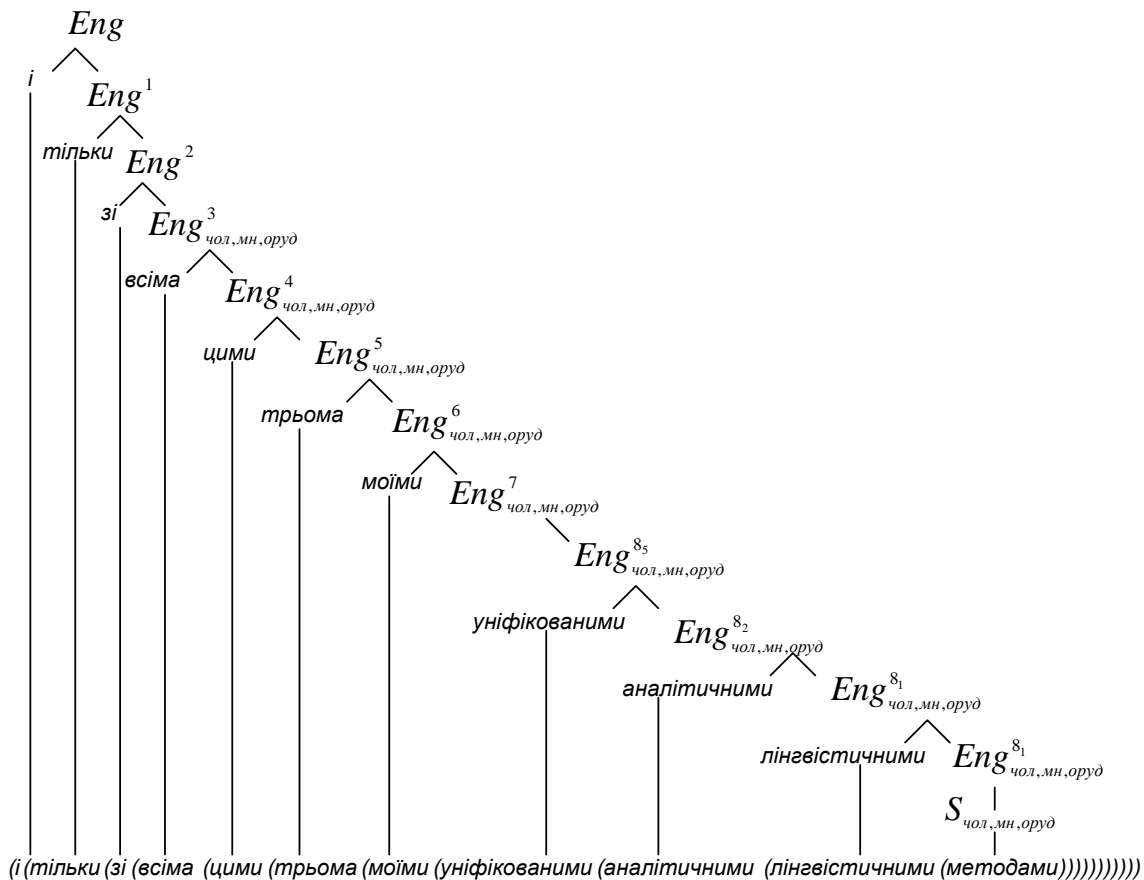 Eng
і
Eng¹
тільки
Eng²
зі
Eng³чол,мн,оруд
всіма
Eng⁴чол,мн,оруд
цими
Eng⁵чол,мн,оруд
трьома
Eng⁶чол,мн,оруд
моїми
Eng⁷чол,мн,оруд
Eng⁸₅чол,мн,оруд
уніфікованими
Eng⁸₂чол,мн,оруд
аналітичними
Eng⁸₁чол,мн,оруд
лінгвістичними
Eng⁸₁чол,мн,оруд
Sчол,мн,оруд
(і (тільки (зі (всіма (цими (трьома (моїми (уніфікованими (аналітичними (лінгвістичними (методами)))))))))))